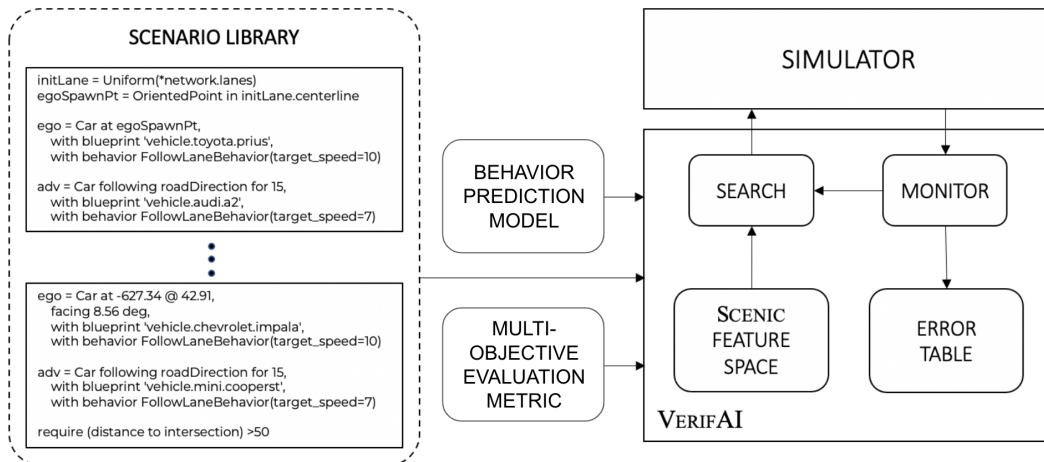 SCENARIO LIBRARY
initLane = Uniform(*network.lanes)
egoSpawnPt = OrientedPoint in initLane.centerline
ego = Car at egoSpawnPt,
with blueprint 'vehicle.toyota.prius',
with behavior FollowLaneBehavior(target_speed=10)
adv = Car following roadDirection for 15,
with blueprint 'vehicle.audi.a2',
with behavior FollowLaneBehavior(target_speed=7)
ego = Car at -627.34 @ 42.91,
facing 8.56 deg,
with blueprint 'vehicle.chevrolet.impala',
with behavior FollowLaneBehavior(target_speed=10)
adv = Car following roadDirection for 15,
with blueprint 'vehicle.mini.cooperst',
with behavior FollowLaneBehavior(target_speed=7)
require (distance to intersection) >50
BEHAVIOR
PREDICTION
MODEL
MULTI-
OBJECTIVE
EVALUATION
METRIC
SIMULATOR
SEARCH
MONITOR
SCENIC
FEATURE
SPACE
ERROR
TABLE
VERIFAI